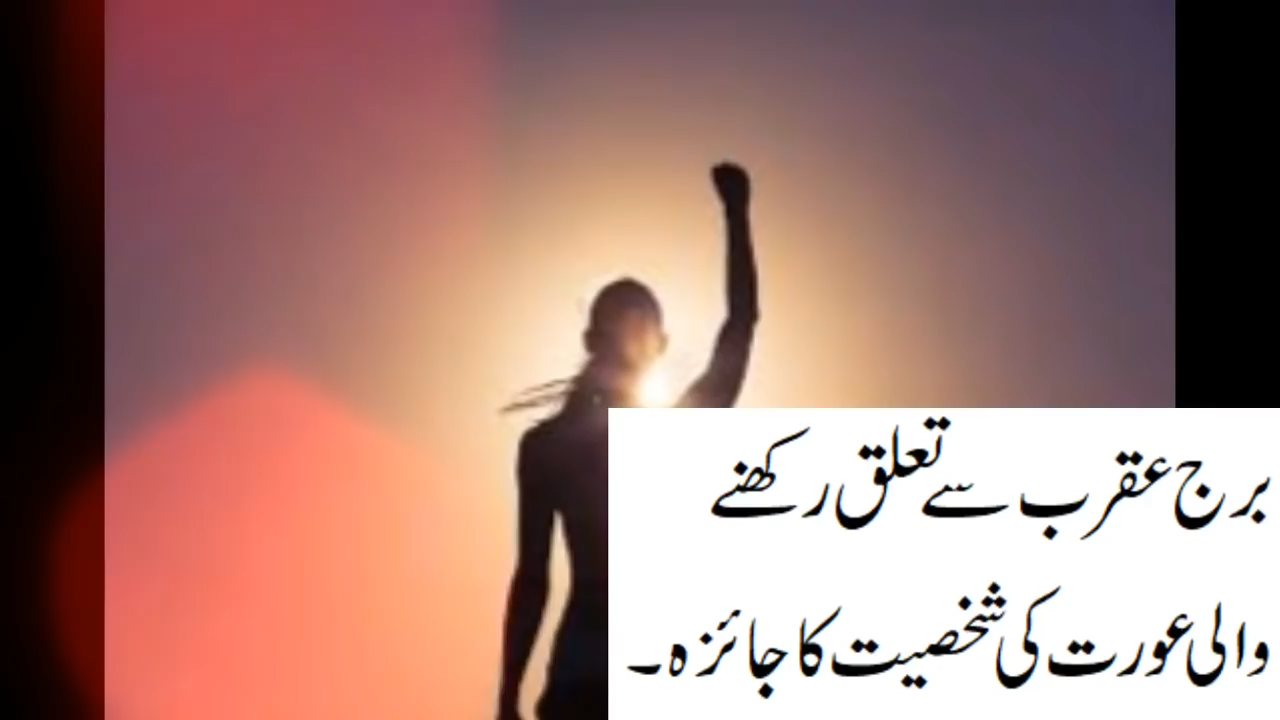 برج عقرب سے تعلق رکھنے
والی عورت کی شخصیت کا جائزہ۔